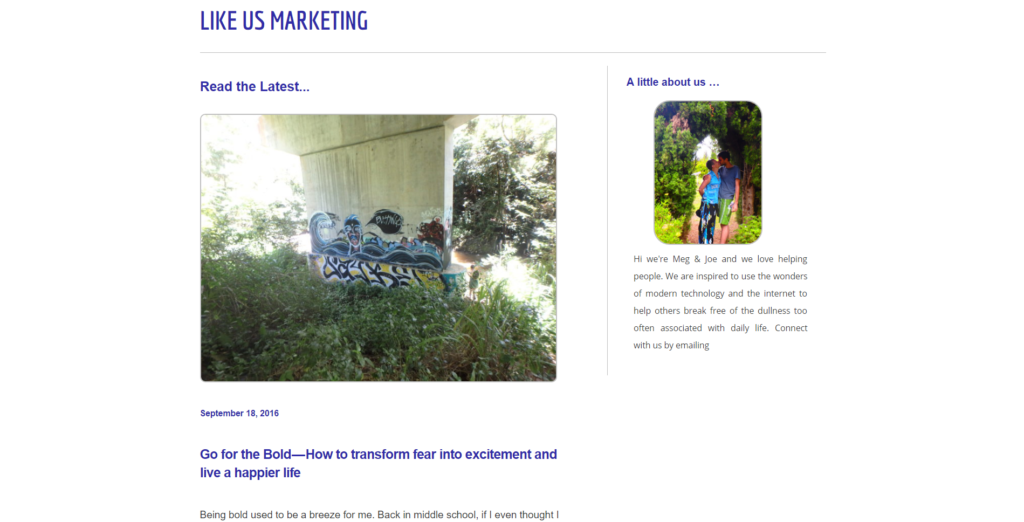 LIKE US MARKETING
Read the Latest...
September 18, 2016
Go for the Bold—How to transform fear into excitement and
live a happier life
Being bold used to be a breeze for me. Back in middle school, if I even thought I
A little about us ...
Hi we're Meg & Joe and we love helping
people. We are inspired to use the wonders
of modern technology and the internet to
help others break free of the dullness too
often associated with daily life. Connect
with us by emailing